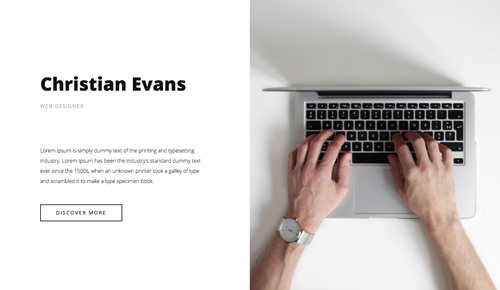 Christian Evans
WEB DESIGNER
Lorem Ipsum is simply dummy text of the printing and typesetting
industry. Lorem Ipsum has been the industry's standard dummy text
ever since the 1500s, when an unknown printer took a galley of type
and scrambled it to make a type specimen book.
DISCOVER MORE